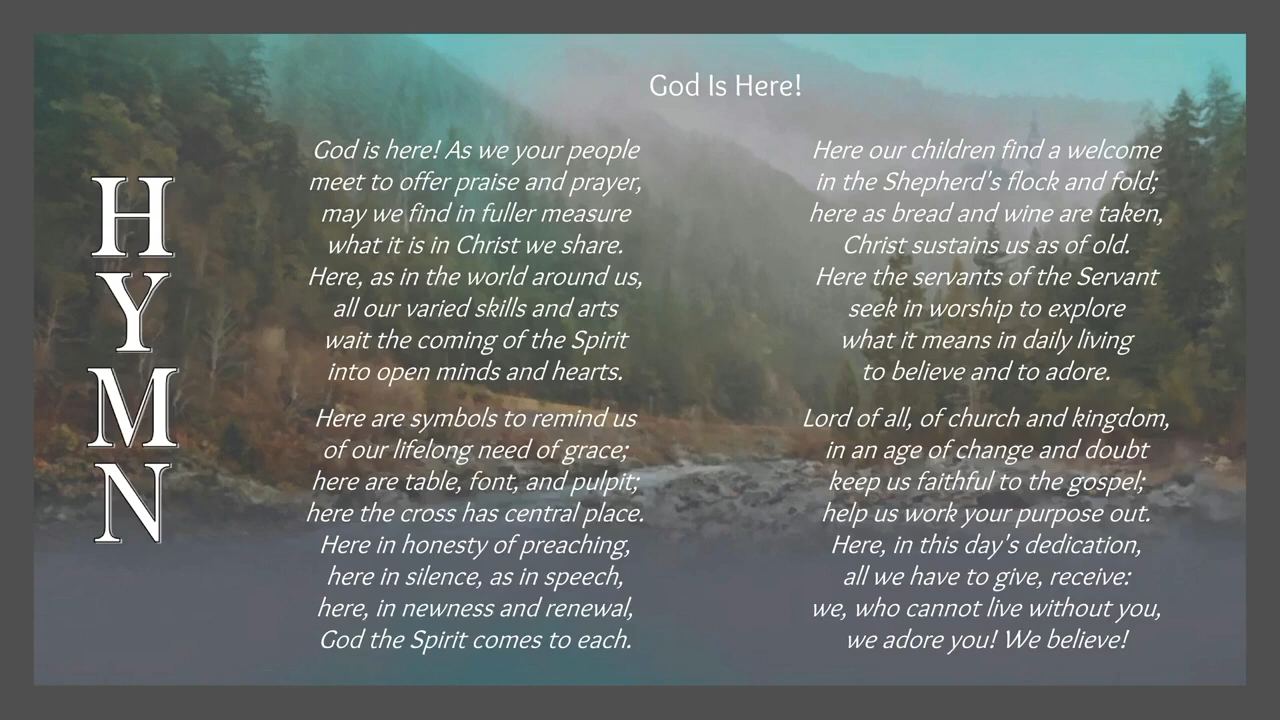 God Is Here!
H
Y
M
N
God is here! As we your people
meet to offer praise and prayer,
may we find in fuller measure
what it is in Christ we share.
Here, as in the world around us,
all our varied skills and arts
wait the coming of the Spirit
into open minds and hearts.
Here are symbols to remind us
of our lifelong need of grace;
here are table, font, and pulpit;
here the cross has central place.
Here in honesty of preaching,
here in silence, as in speech,
here, in newness and renewal,
God the Spirit comes to each.
Here our children find a welcome
in the Shepherd's flock and fold;
here as bread and wine are taken,
Christ sustains us as of old.
Here the servants of the Servant
seek in worship to explore
what it means in daily living
to believe and to adore.
Lord of all, of church and kingdom,
in an age of change and doubt
keep us faithful to the gospel;
help us work your purpose out.
Here, in this day's dedication,
all we have to give, receive:
we, who cannot live without you,
we adore you! We believe!